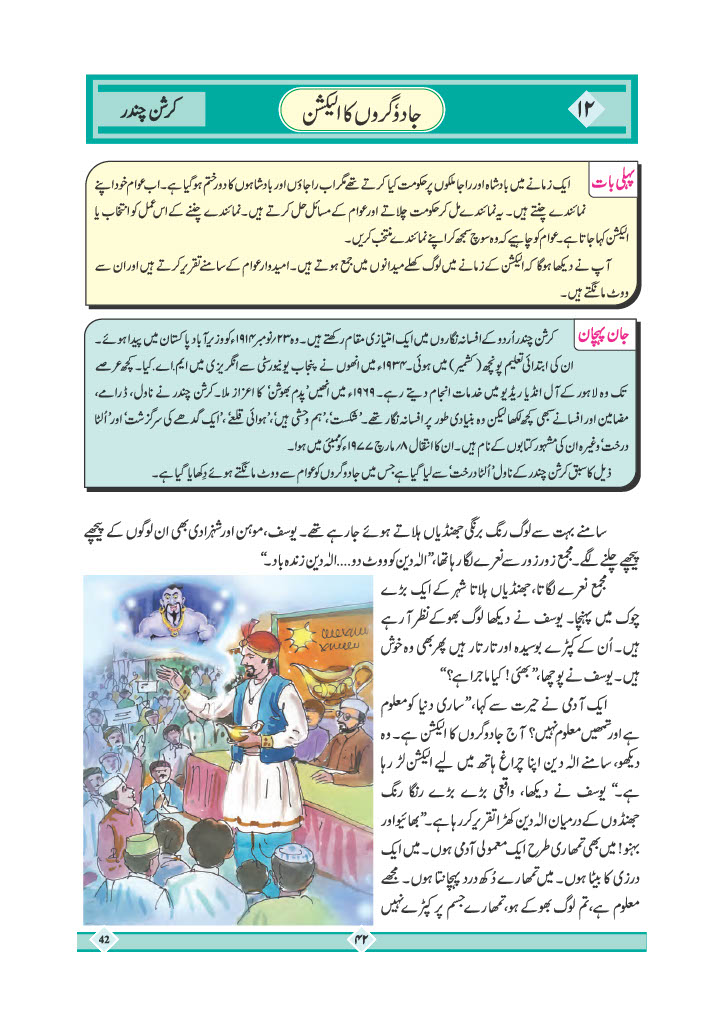 ۱۲
جادوٗگروں کا الیکشن
کرشن چندر
پہلی بات
ایک زمانے میں بادشاہ اور راجا ملکوں پر حکومت کیا کرتے تھے مگر اب راجاؤں اور بادشاہوں کا دور ختم ہو گیا ہے۔ اب عوام خود اپنے
نمائندے چنتے ہیں۔ یہ نمائندے مل کر حکومت چلاتے اور عوام کے مسائل حل کرتے ہیں۔ نمائندے چننے کے اس عمل کو انتخاب یا
الیکشن کہا جاتا ہے۔ عوام کو چاہیے کہ وہ سوچ سمجھ کر اپنے نمائندے منتخب کریں۔
آپ نے دیکھا ہوگا کہ الیکشن کے زمانے میں لوگ کھلے میدانوں میں جمع ہوتے ہیں۔ امیدوار عوام کے سامنے تقریر کرتے ہیں اور ان سے
ووٹ مانگتے ہیں۔
جان پہچان
کرشن چندر اُردو کے افسانہ نگاروں میں ایک امتیازی مقام رکھتے ہیں۔ وہ ۲۳؍نومبر ۱۹۱۴ء کو وزیر آباد پاکستان میں پیدا ہوئے۔
ان کی ابتدائی تعلیم پونچھ (کشمیر) میں ہوئی۔ ۱۹۳۴ء میں انھوں نے پنجاب یونیورسٹی سے انگریزی میں ایم۔اے۔ کیا۔ کچھ عرصے
تک وہ لاہور کے آل انڈیا ریڈیو میں خدمات انجام دیتے رہے۔ ۱۹۶۹ء میں انھیں 'پدم بھوشن' کا اعزاز ملا۔ کرشن چندر نے ناول، ڈرامے،
مضامین اور افسانے سبھی کچھ لکھا لیکن وہ بنیادی طور پر افسانہ نگار تھے۔ 'شکست'، 'ہم وحشی ہیں'، 'ہوائی قلعے'، 'ایک گدھے کی سرگزشت' اور 'اُلٹا
درخت' وغیرہ ان کی مشہور کتابوں کے نام ہیں۔ ان کا انتقال ۸؍مارچ ۱۹۷۷ء کو ممبئی میں ہوا۔
ذیل کا سبق کرشن چندر کے ناول 'اُلٹا درخت' سے لیا گیا ہے جس میں جادوگروں کو عوام سے ووٹ مانگتے ہوئے دِکھایا گیا ہے۔
سامنے بہت سے لوگ رنگ برنگی جھنڈیاں ہلاتے ہوئے جارہے تھے۔ یوسف، موہن اور شہزادی بھی ان لوگوں کے پیچھے
پیچھے چلنے لگے۔ مجمع زور زور سے نعرے لگا رہا تھا، ”الٰہ دین کو ووٹ دو.... الٰہ دین زندہ باد۔“
مجمع نعرے لگاتا، جھنڈیاں ہلاتا شہر کے ایک بڑے
چوک میں پہنچا۔ یوسف نے دیکھا لوگ بھوکے نظر آرہے
ہیں۔ اُن کے کپڑے بوسیدہ اور تار تار ہیں پھر بھی وہ خوش
ہیں۔ یوسف نے پوچھا، ”بھئی! کیا ماجرا ہے؟“
ایک آدمی نے حیرت سے کہا، ”ساری دنیا کو معلوم
ہے اور تمھیں معلوم نہیں؟ آج جادوگروں کا الیکشن ہے۔ وہ
دیکھو، سامنے الٰہ دین اپنا چراغ ہاتھ میں لیے الیکشن لڑ رہا
ہے۔“ یوسف نے دیکھا، واقعی بڑے بڑے رنگا رنگ
جھنڈوں کے درمیان الٰہ دین کھڑا تقریر کر رہا ہے۔ ”بھائیو اور
بہنو! میں بھی تمھاری طرح ایک معمولی آدمی ہوں۔ میں ایک
درزی کا بیٹا ہوں۔ میں تمھارے دُکھ درد پہچانتا ہوں۔ مجھے
معلوم ہے، تم لوگ بھوکے ہو، تمھارے جسم پر کپڑے نہیں
42
۴۲